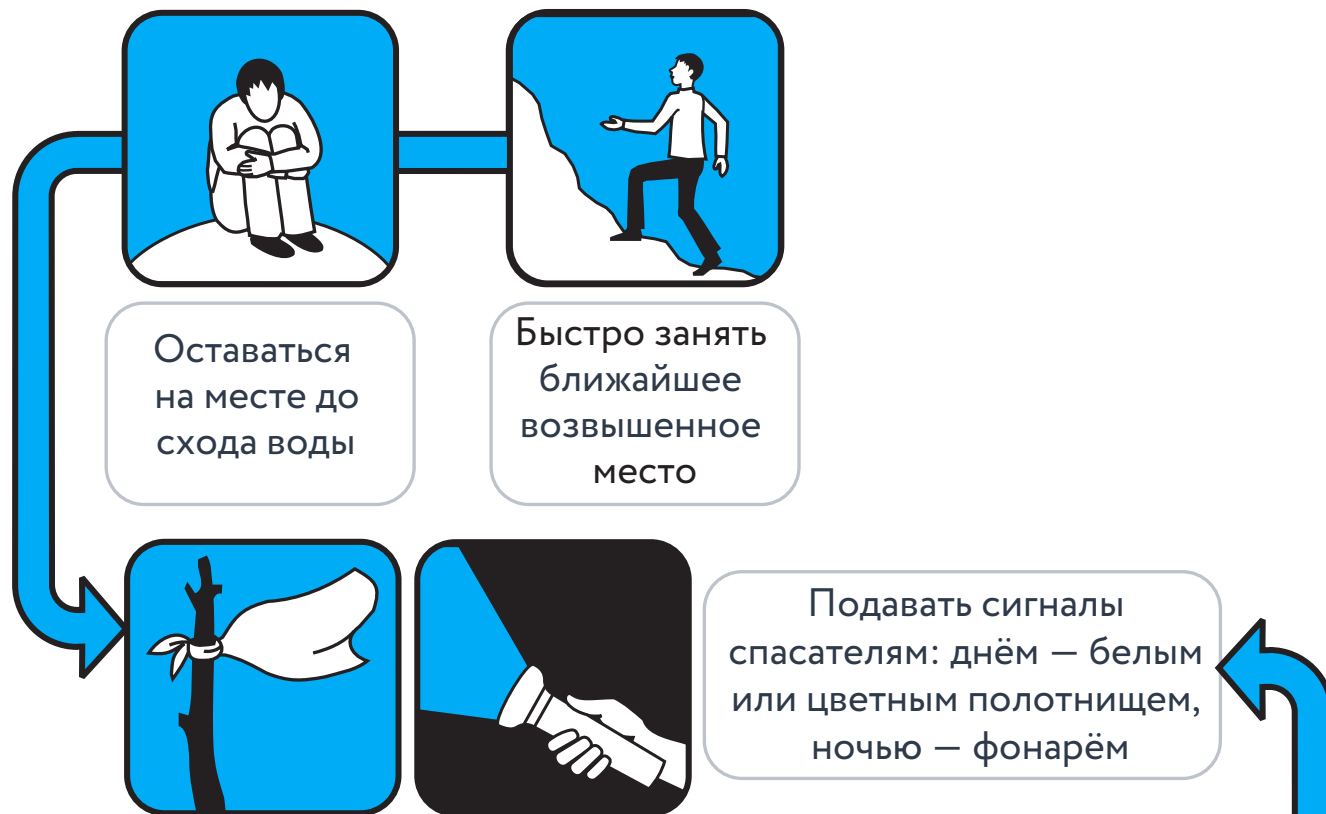 Оставаться
на месте до
схода воды
Быстро занять
ближайшее
возвышенное
место
Подавать сигналы
спасателям: днём — белым
или цветным полотнищем,
ночью — фонарём